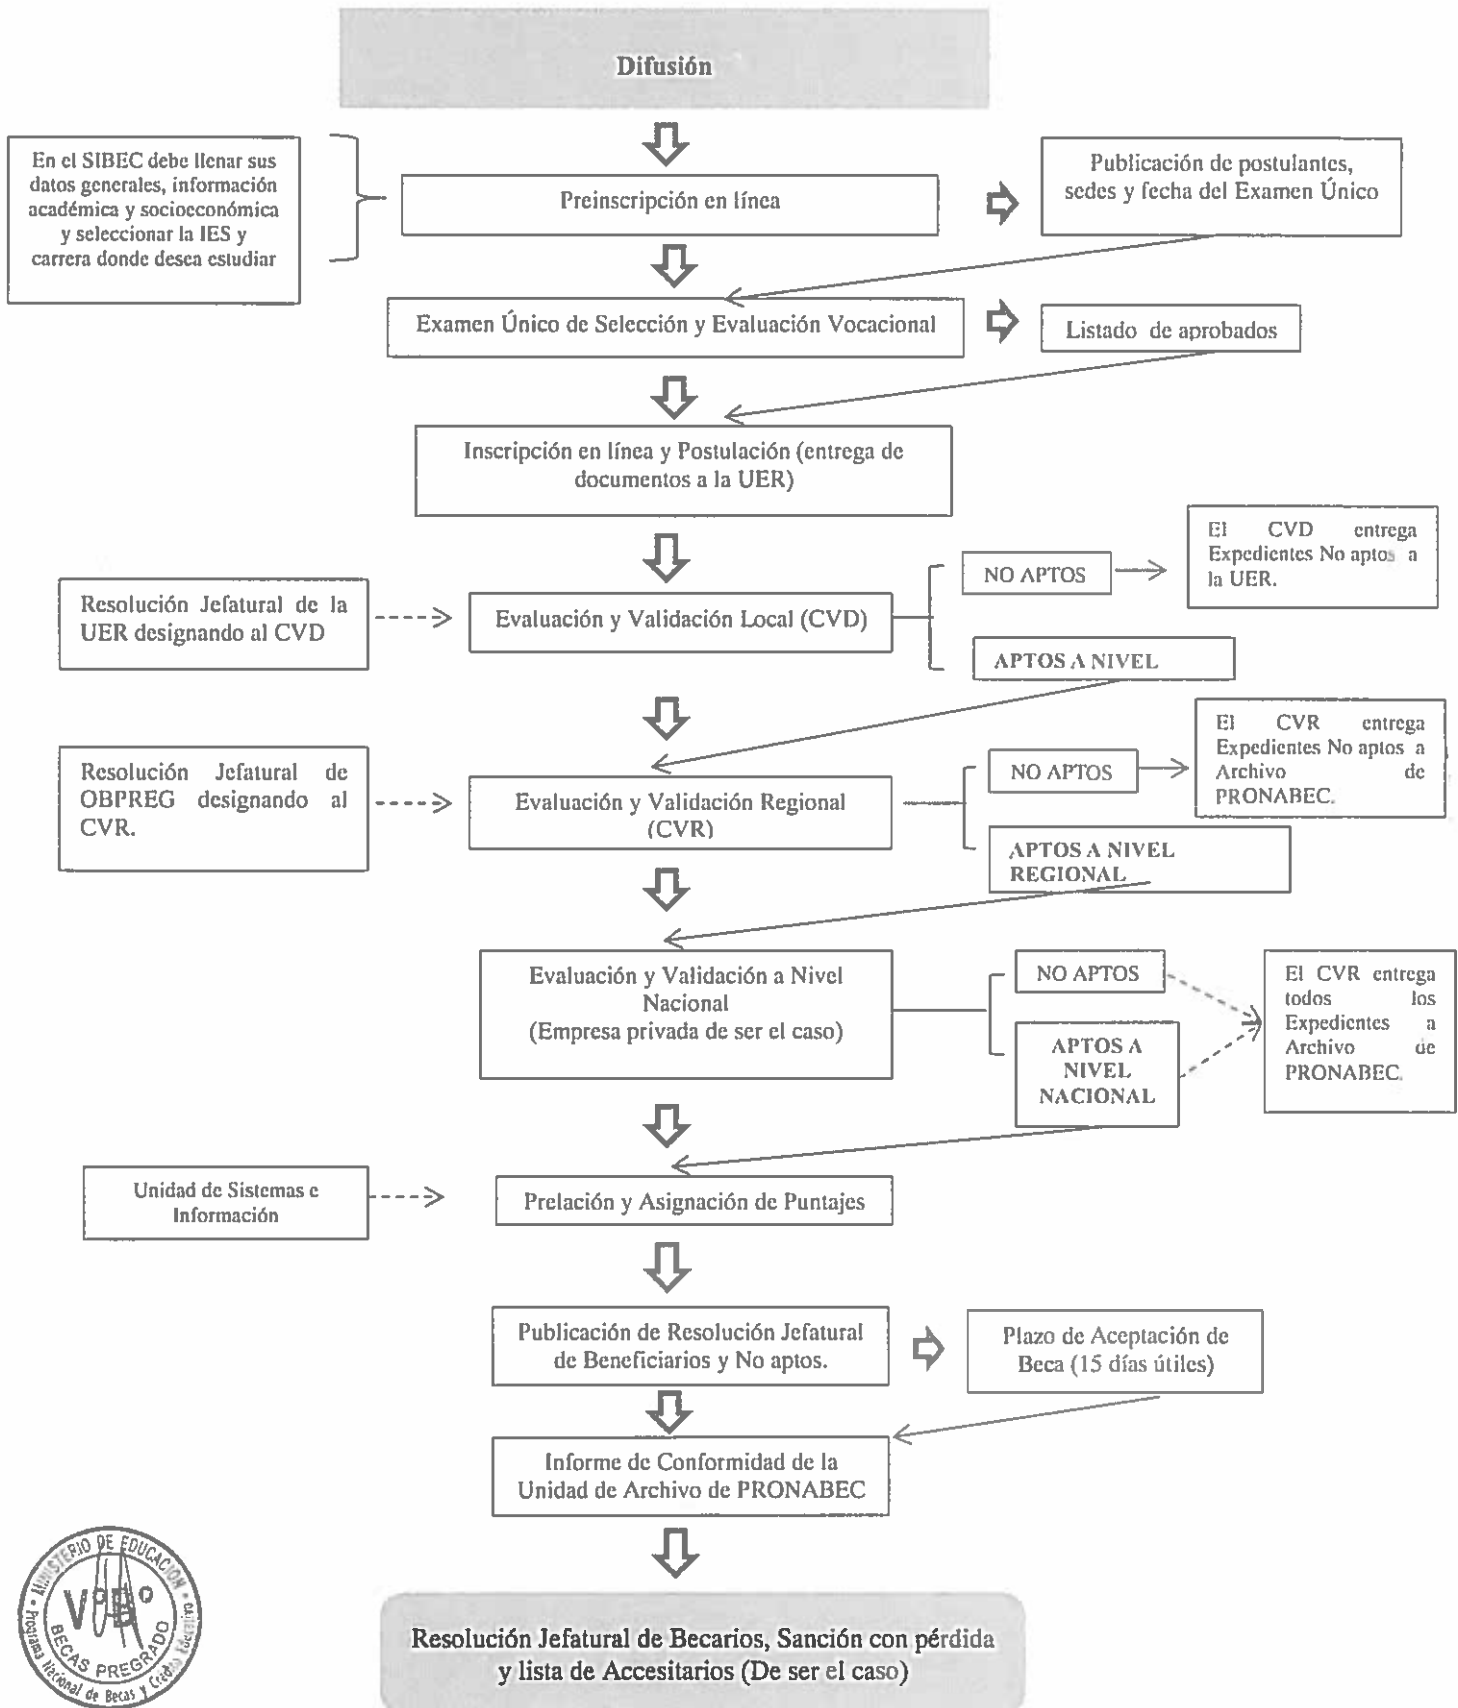 Difusión
En el SIBEC debe llenar sus
datos generales, información
académica y socioeconómica
y seleccionar la IES y
carrera donde desea estudiar
Preinscripción en línea
Publicación de postulantes,
sedes y fecha del Examen Único
Examen Único de Selección y Evaluación Vocacional
Listado de aprobados
Inscripción en línea y Postulación (entrega de
documentos a la UER)
Resolución Jefatural de la
UER designando al CVD
Evaluación y Validación Local (CVD)
NO APTOS
El CVD entrega
Expedientes No aptos a
la UER.
APTOS A NIVEL
Resolución Jefatural de
OBPREG designando al
CVR.
Evaluación y Validación Regional
(CVR)
NO APTOS
El CVR entrega
Expedientes No aptos a
Archivo de
PRONABEC.
APTOS A NIVEL
REGIONAL
Evaluación y Validación a Nivel
Nacional
(Empresa privada de ser el caso)
NO APTOS
APTOS A
NIVEL
NACIONAL
El CVR entrega
todos los
Expedientes a
Archivo de
PRONABEC.
Unidad de Sistemas e
Información
Prelación y Asignación de Puntajes
Publicación de Resolución Jefatural
de Beneficiarios y No aptos.
Plazo de Aceptación de
Beca (15 días útiles)
Informe de Conformidad de la
Unidad de Archivo de PRONABEC
Resolución Jefatural de Becarios, Sanción con pérdida
y lista de Accesitarios (De ser el caso)
MINISTERIO DE EDUCACIÓN
V°B°
BECAS PREGRADO
Programa Nacional de Becas y Crédito Educativo